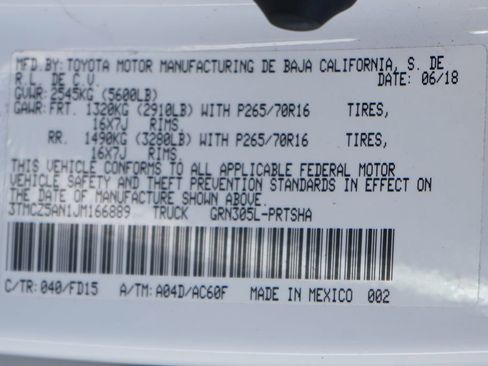 MFD BY: TOYOTA MOTOR MANUFACTURING DE BAJA CALIFORNIA, S. DE
R.L. DE C.V. DATE: 06/18
GVWR: 2545KG (5600LB)
GAWR: FRT. 1320KG (2910LB) WITH P265/70R16 TIRES,
16X7J RIMS.
RR. 1490KG (3280LB) WITH P265/70R16 TIRES,
16X7J RIMS.
THIS VEHICLE CONFORMS TO ALL APPLICABLE FEDERAL MOTOR
VEHICLE SAFETY AND THEFT PREVENTION STANDARDS IN EFFECT ON
THE DATE OF MANUFACTURE SHOWN ABOVE.
3TMCZ5AN1JM166889 TRUCK GRN305L-PRTSHA
C/TR: 040/FD15 A/TM: A04D/AC60F MADE IN MEXICO 002